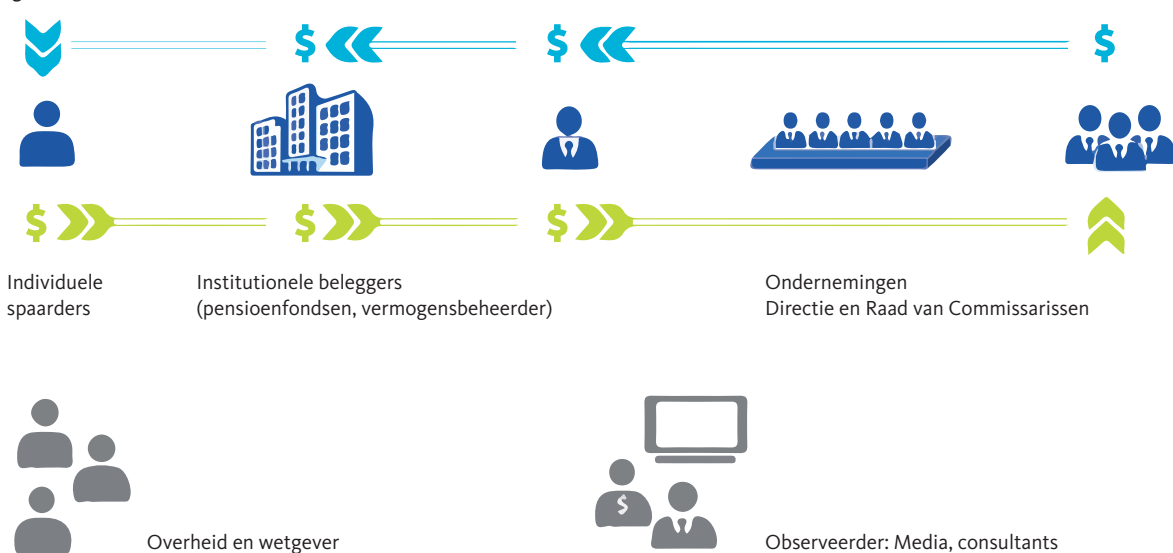 $ $ $
$ $ $
Individuele
spaarders
Institutionele beleggers
(pensioenfondsen, vermogensbeheerder)
Ondernemingen
Directie en Raad van Commissarissen
$
Overheid en wetgever
Observeerder: Media, consultants